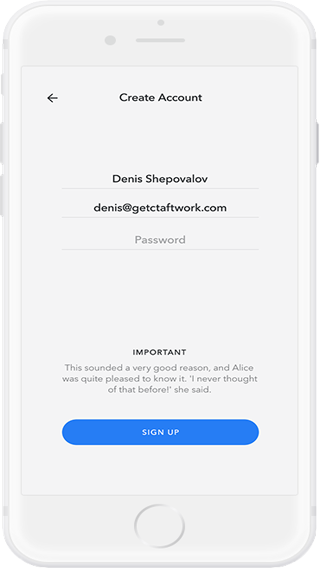 Create Account
Denis Shepovalov
denis@getctaftwork.com
Password
IMPORTANT
This sounded a very good reason, and Alice
was quite pleased to know it. 'I never thought
of that before!' she said.
SIGN UP